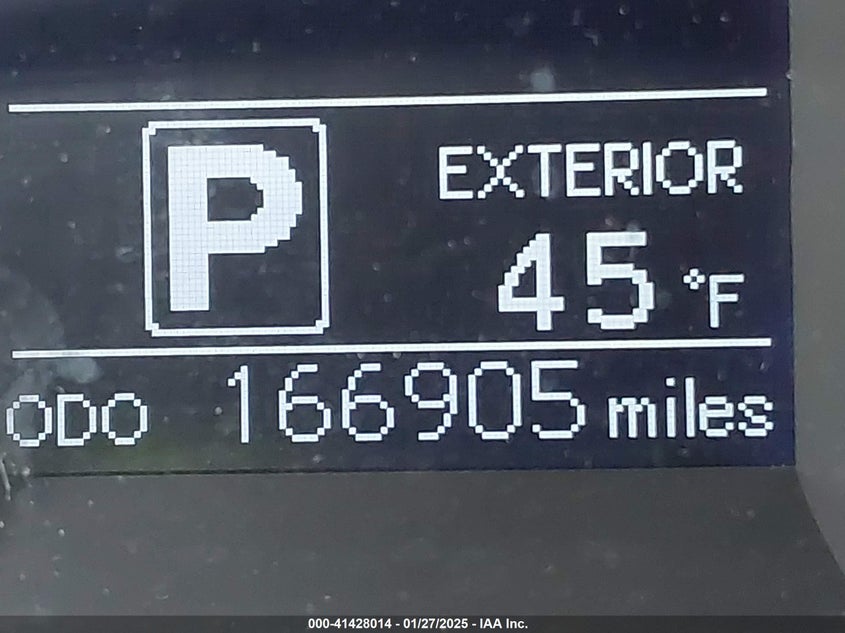 P
EXTERIOR
45 °F
ODO 166905 miles
000-41428014 - 01/27/2025 - IAA Inc.